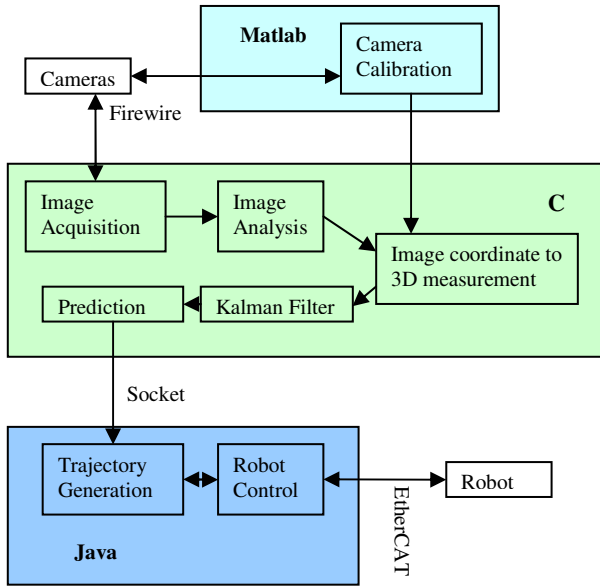 Matlab
Camera
Calibration
Cameras
Firewire
C
Image
Acquisition
Image
Analysis
Image coordinate to
3D measurement
Prediction
Kalman Filter
Socket
Trajectory
Generation
Robot
Control
Robot
EtherCAT
Java